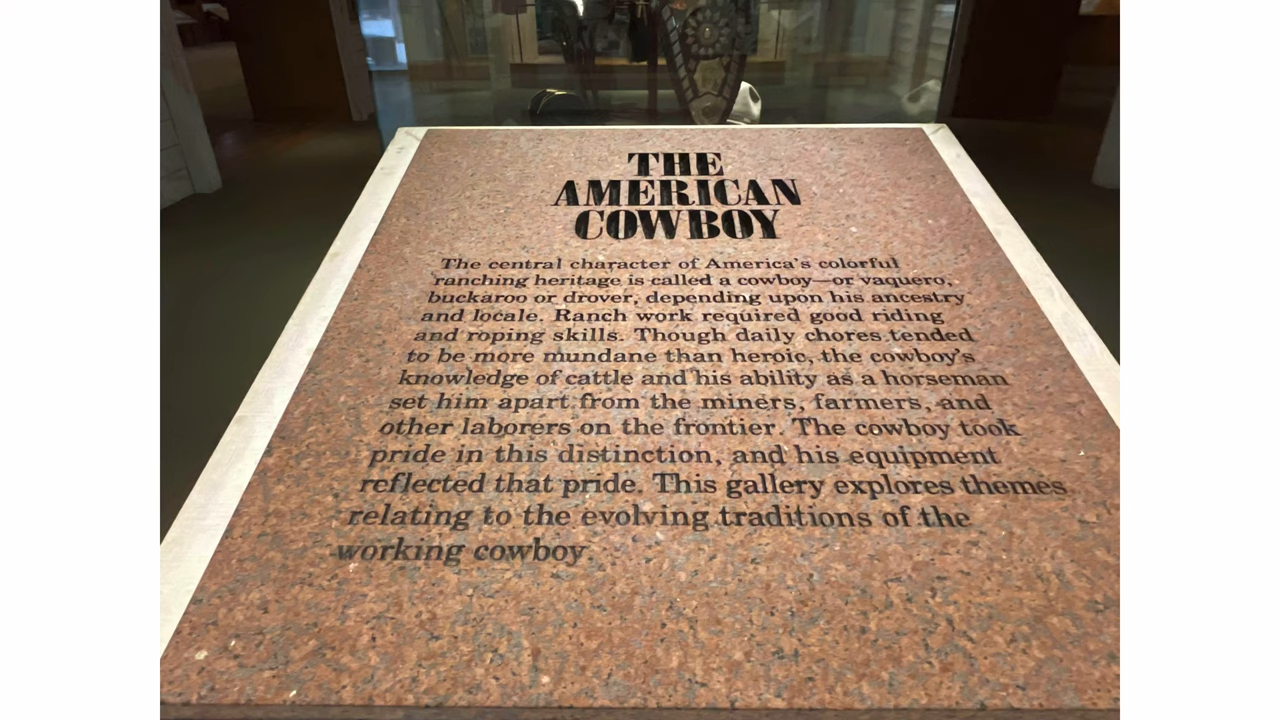 THE
AMERICAN
COWBOY
The central character of America's colorful
ranching heritage is called a cowboy—or vaquero,
buckaroo or drover, depending upon his ancestry
and locale. Ranch work required good riding
and roping skills. Though daily chores tended
to be more mundane than heroic, the cowboy's
knowledge of cattle and his ability as a horseman
set him apart from the miners, farmers, and
other laborers on the frontier. The cowboy took
pride in this distinction, and his equipment
reflected that pride. This gallery explores themes
relating to the evolving traditions of the
working cowboy.